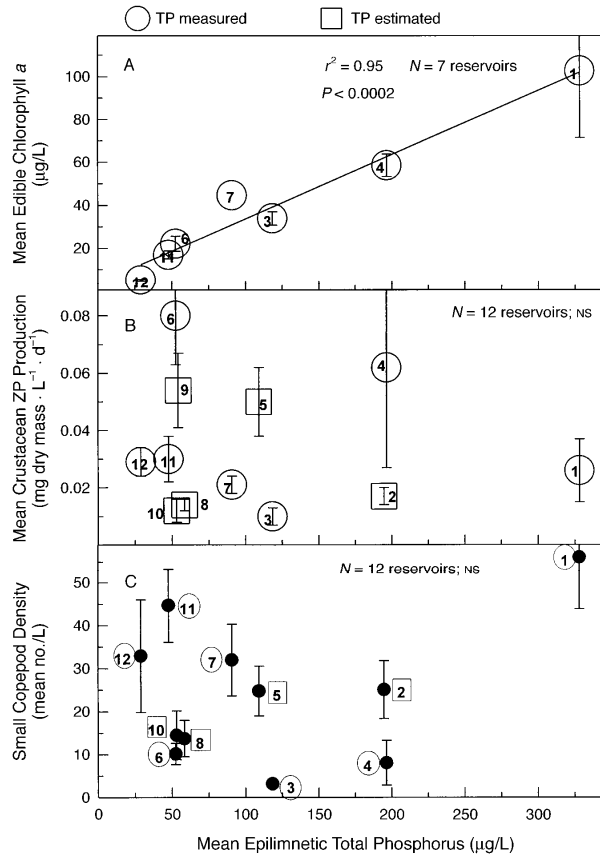 TP measured TP estimated
A
r² = 0.95 N = 7 reservoirs
P < 0.0002
Mean Edible Chlorophyll a
(µg/L)
100
80
60
40
20
1
4
7
3
6
11
12
B
N = 12 reservoirs; NS
Mean Crustacean ZP Production
(mg dry mass · L⁻¹ · d⁻¹)
0.08
0.06
0.04
0.02
6
9
5
4
12
11
7
1
10
8
3
2
C
N = 12 reservoirs; NS
Small Copepod Density
(mean no./L)
50
40
30
20
10
0
1
11
12
7
5
2
10
8
6
4
3
0 50 100 150 200 250 300
Mean Epilimnetic Total Phosphorus (µg/L)